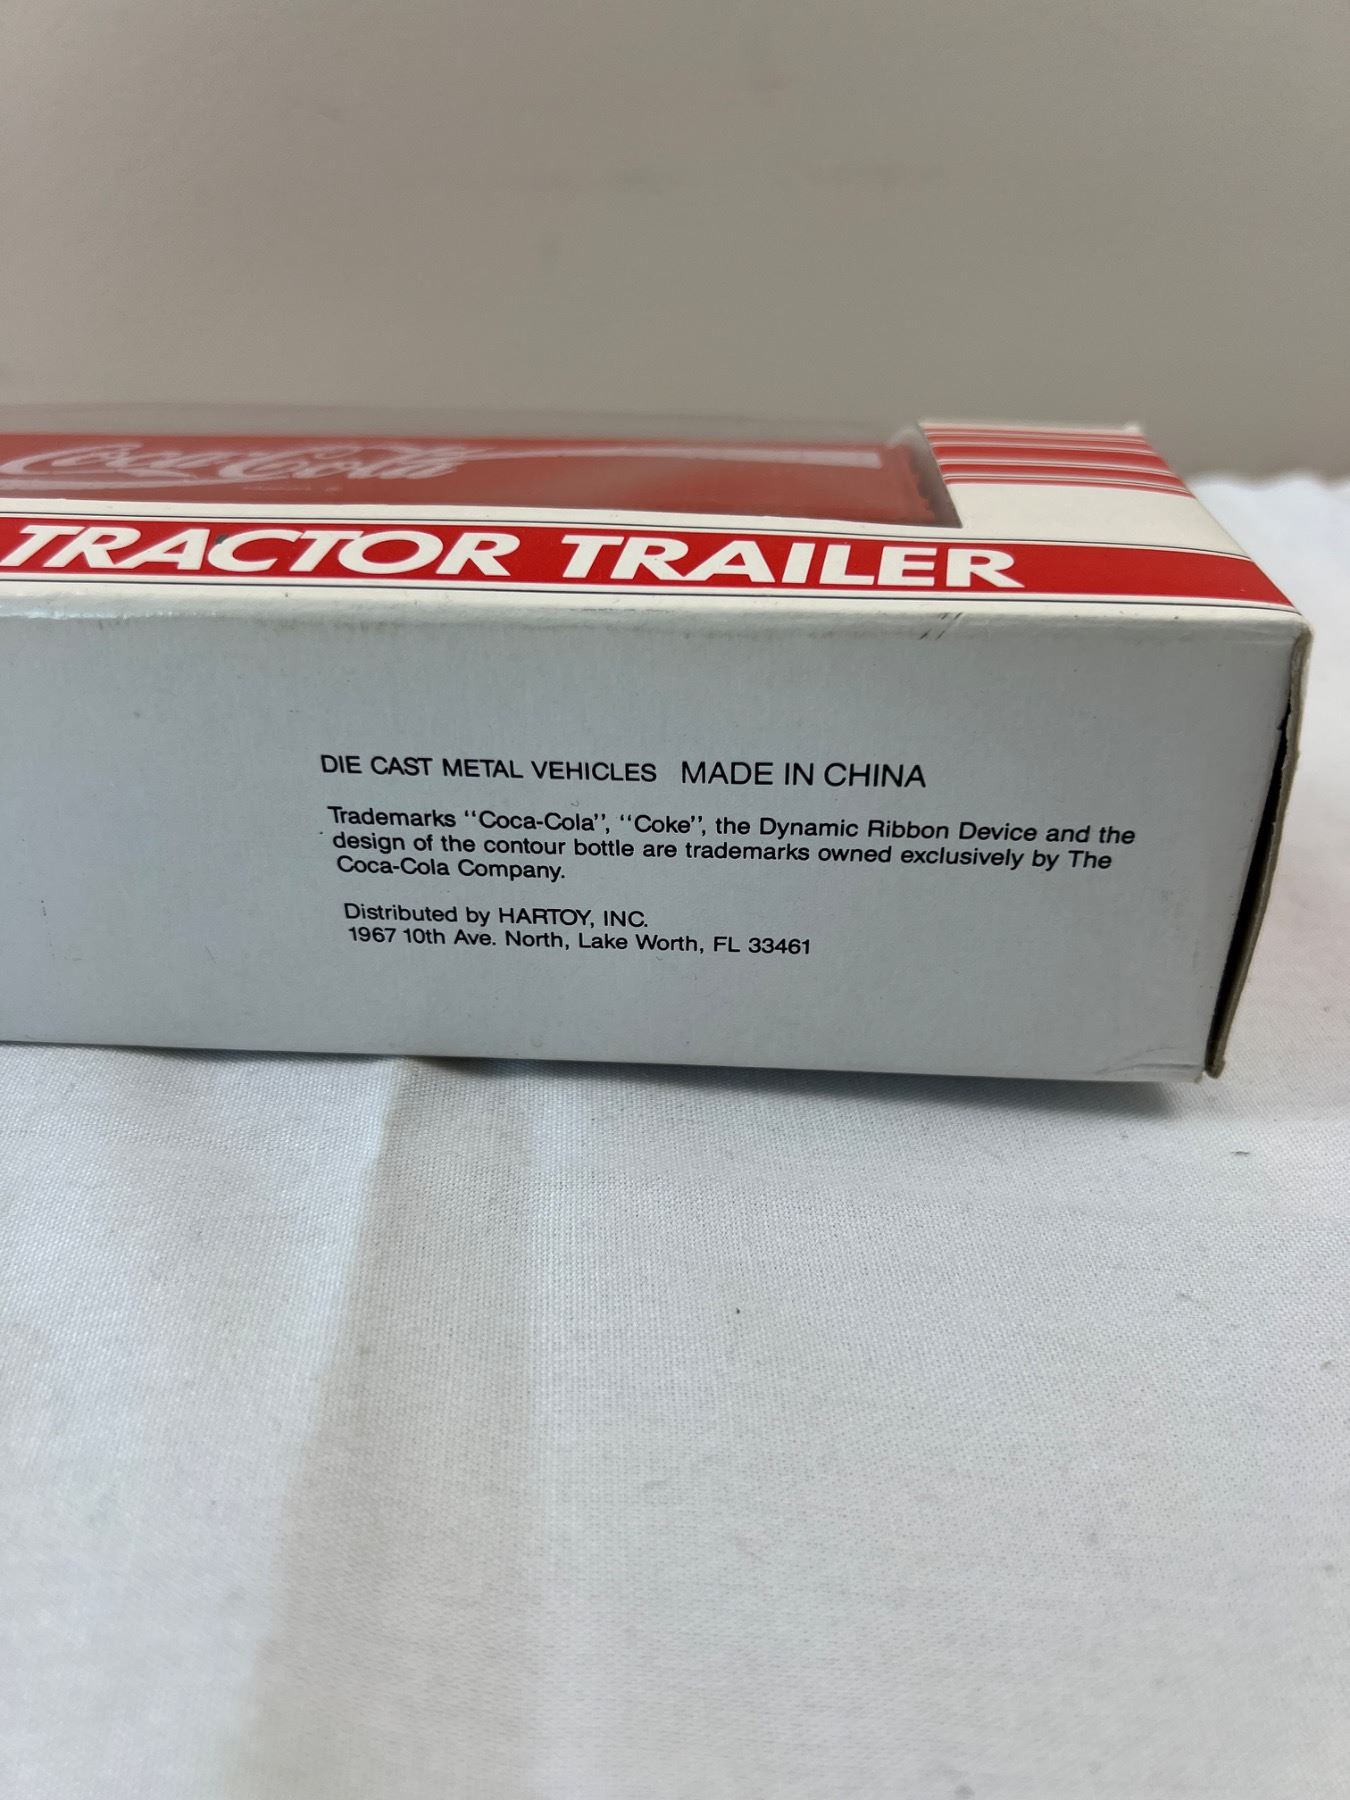 Coca-Cola
TRACTOR TRAILER
DIE CAST METAL VEHICLES MADE IN CHINA
Trademarks "Coca-Cola", "Coke", the Dynamic Ribbon Device and the
design of the contour bottle are trademarks owned exclusively by The
Coca-Cola Company.
Distributed by HARTOY, INC.
1967 10th Ave. North, Lake Worth, FL 33461